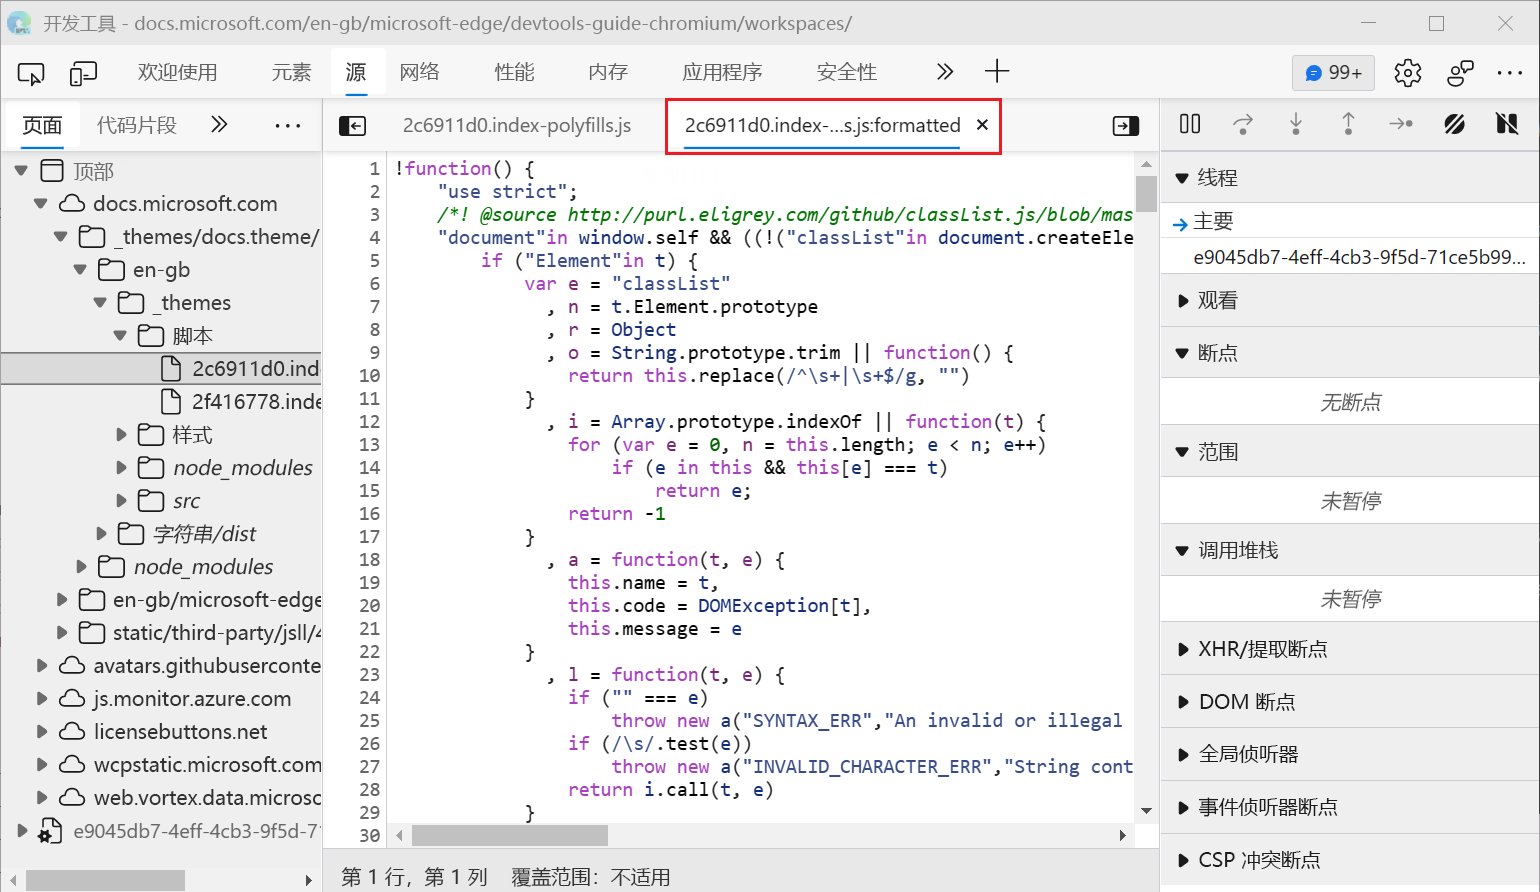 开发工具 - docs.microsoft.com/en-gb/microsoft-edge/devtools-guide-chromium/workspaces/
欢迎使用 元素 源 网络 性能 内存 应用程序 安全性 99+
页面 代码片段
顶部
docs.microsoft.com
_themes/docs.theme/
en-gb
_themes
脚本
2c6911d0.ind
2f416778.inde
样式
node_modules
src
字符串/dist
node_modules
en-gb/microsoft-edge
static/third-party/jsll/4
avatars.githubuserconte
js.monitor.azure.com
licensebuttons.net
wcpstatic.microsoft.com
web.vortex.data.microsc
e9045db7-4eff-4cb3-9f5d-71
2c6911d0.index-polyfills.js 2c6911d0.index-...s.js:formatted ×
1 !function() {
2     "use strict";
3     /*! @source http://purl.eligrey.com/github/classList.js/blob/mas
4     "document"in window.self && ((!("classList"in document.createEle
5         if ("Element"in t) {
6             var e = "classList"
7               , n = t.Element.prototype
8               , r = Object
9               , o = String.prototype.trim || function() {
10                 return this.replace(/^\s+|\s+$/g, "")
11             }
12               , i = Array.prototype.indexOf || function(t) {
13                 for (var e = 0, n = this.length; e < n; e++)
14                     if (e in this && this[e] === t)
15                         return e;
16                 return -1
17             }
18               , a = function(t, e) {
19                 this.name = t,
20                 this.code = DOMException[t],
21                 this.message = e
22             }
23               , l = function(t, e) {
24                 if ("" === e)
25                     throw new a("SYNTAX_ERR","An invalid or illegal
26                 if (/\s/.test(e))
27                     throw new a("INVALID_CHARACTER_ERR","String cont
28                 return i.call(t, e)
29             }
30
第 1 行，第 1 列 覆盖范围：不适用
线程
主要
e9045db7-4eff-4cb3-9f5d-71ce5b99...
观看
断点
无断点
范围
未暂停
调用堆栈
未暂停
XHR/提取断点
DOM 断点
全局侦听器
事件侦听器断点
CSP 冲突断点